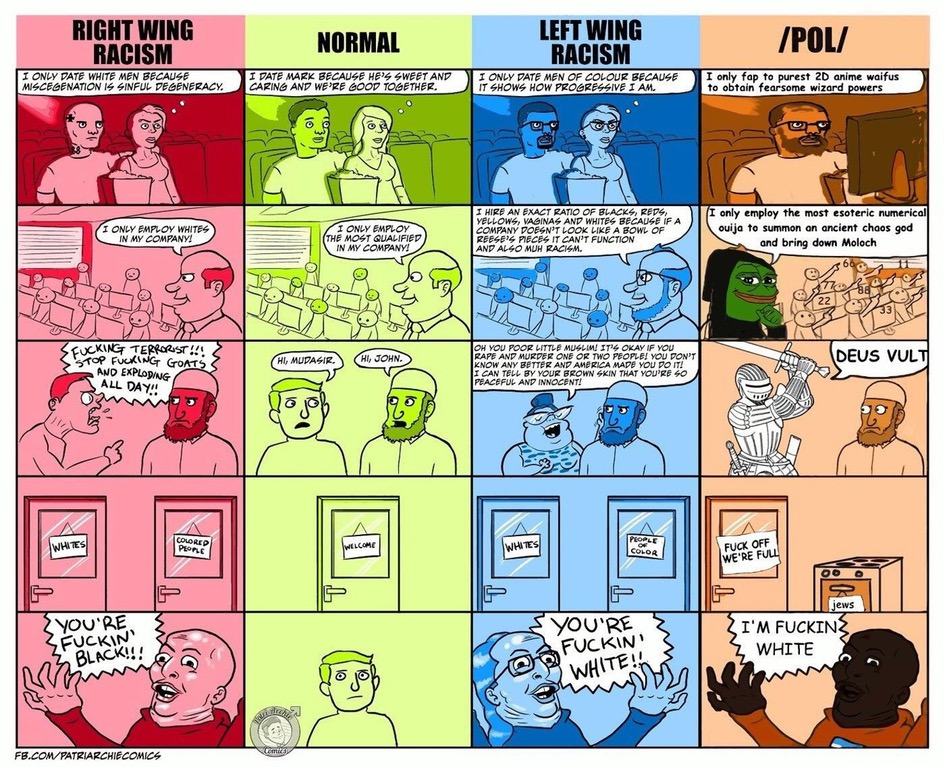 RIGHT WING
RACISM
NORMAL
LEFT WING
RACISM
/POL/
I ONLY DATE WHITE MEN BECAUSE
MISCEGENATION IS SINFUL DEGENERACY.
I DATE MARK BECAUSE HE'S SWEET AND
CARING AND WE'RE GOOD TOGETHER.
I ONLY DATE MEN OF COLOUR BECAUSE
IT SHOWS HOW PROGRESSIVE I AM.
I only fap to purest 2D anime waifus
to obtain fearsome wizard powers
I ONLY EMPLOY WHITES
IN MY COMPANY!
I ONLY EMPLOY
THE MOST QUALIFIED
IN MY COMPANY!
I HIRE AN EXACT RATIO OF BLACKS, REDS,
YELLOWS, VAGINAS AND WHITES BECAUSE IF A
COMPANY DOESN'T LOOK LIKE A BOWL OF
REESE'S PIECES IT CAN'T FUNCTION
AND ALSO MUH RACISM.
I only employ the most esoteric numerical
ouija to summon an ancient chaos god
and bring down Moloch
66
11
77
88
22
33
FUCKING TERRORIST!!!
STOP FUCKING GOATS
AND EXPLODING
ALL DAY!!
HI, MUDASIR.
HI, JOHN.
OH YOU POOR LITTLE MUSLIM! IT'S OKAY IF YOU
RAPE AND MURDER ONE OR TWO PEOPLE! YOU DON'T
KNOW ANY BETTER AND AMERICA MADE YOU DO IT!
I CAN TELL BY YOUR BROWN SKIN THAT YOU'RE SO
PEACEFUL AND INNOCENT!
DEUS VULT
WHITES
COLORED
PEOPLE
WELCOME
WHITES
PEOPLE
OF
COLOR
FUCK OFF
WE'RE FULL
jews
YOU'RE
FUCKIN'
BLACK!!!
YOU'RE
FUCKIN'
WHITE!!
I'M FUCKIN
WHITE
Comics
FB.COM/PATRIARCHIECOMICS